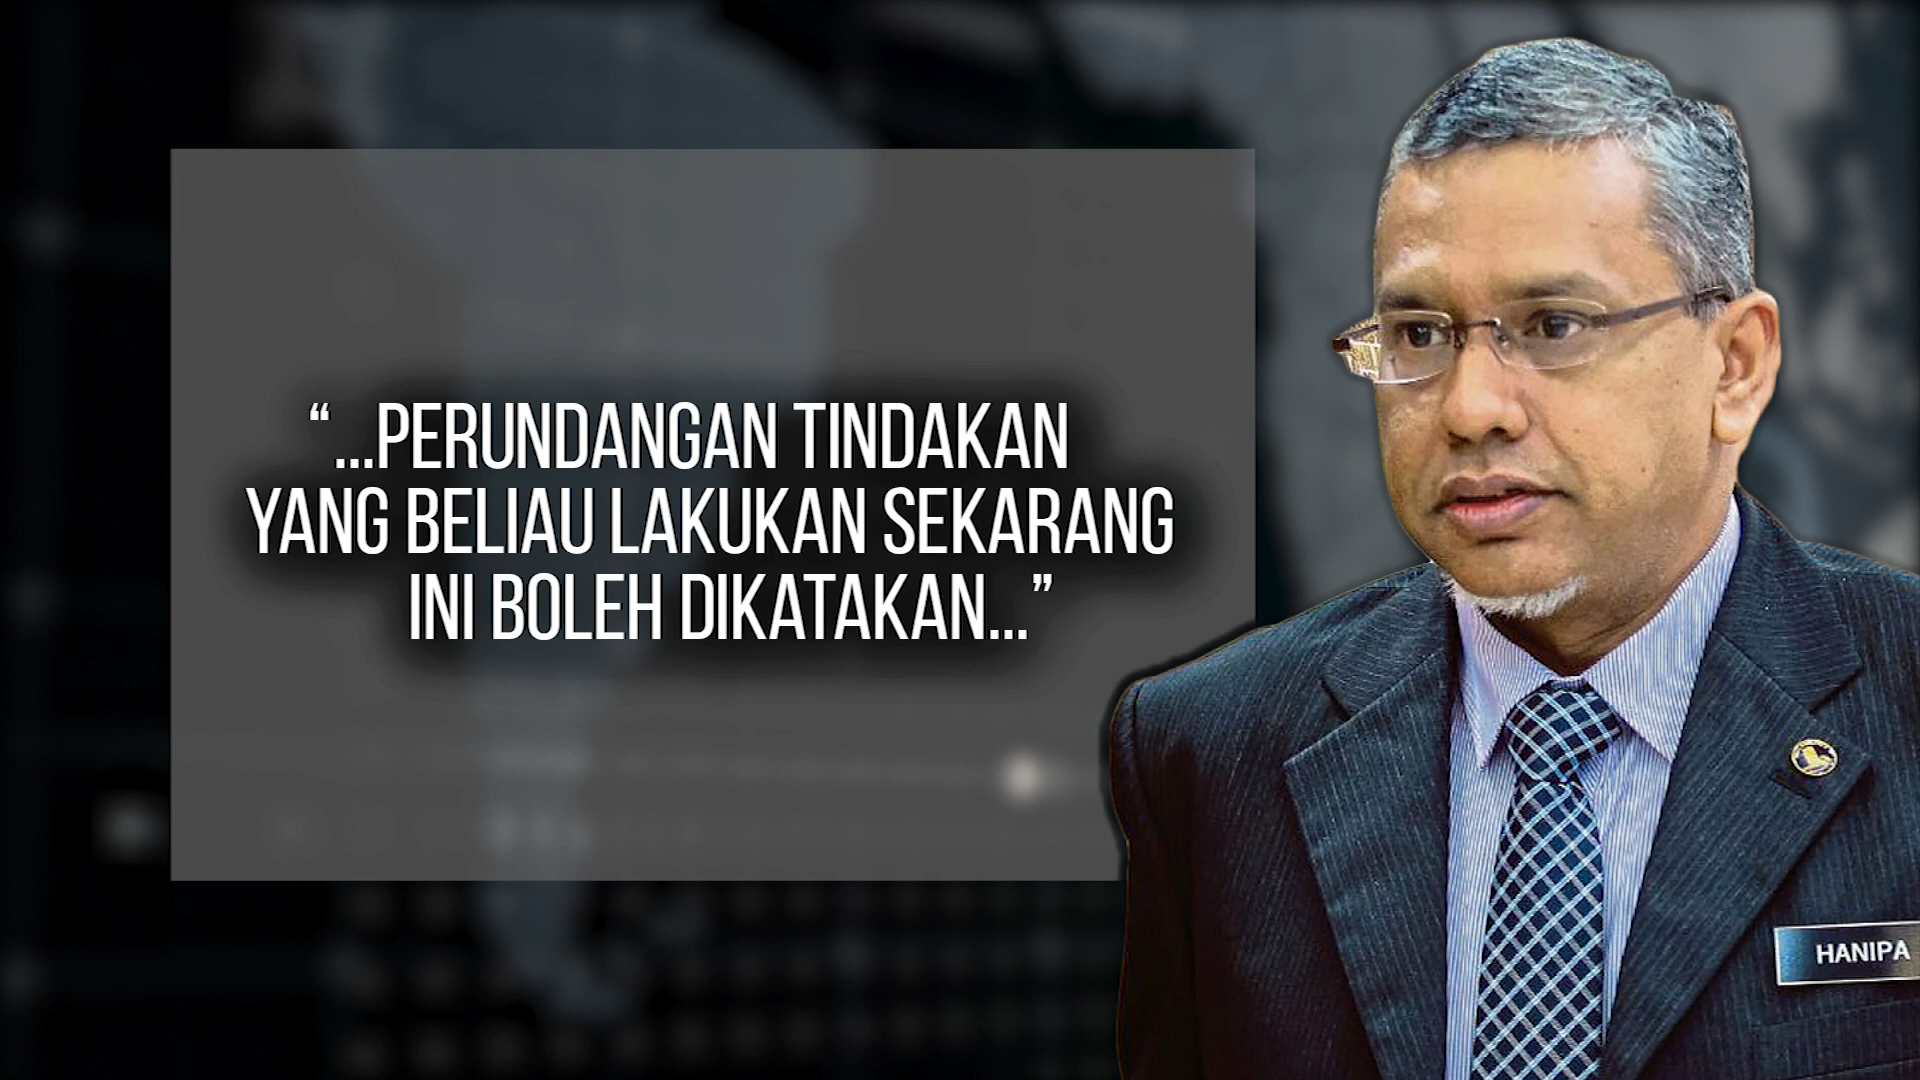 “...PERUNDANGAN TINDAKAN
YANG BELIAU LAKUKAN SEKARANG
INI BOLEH DIKATAKAN...”
HANIPA